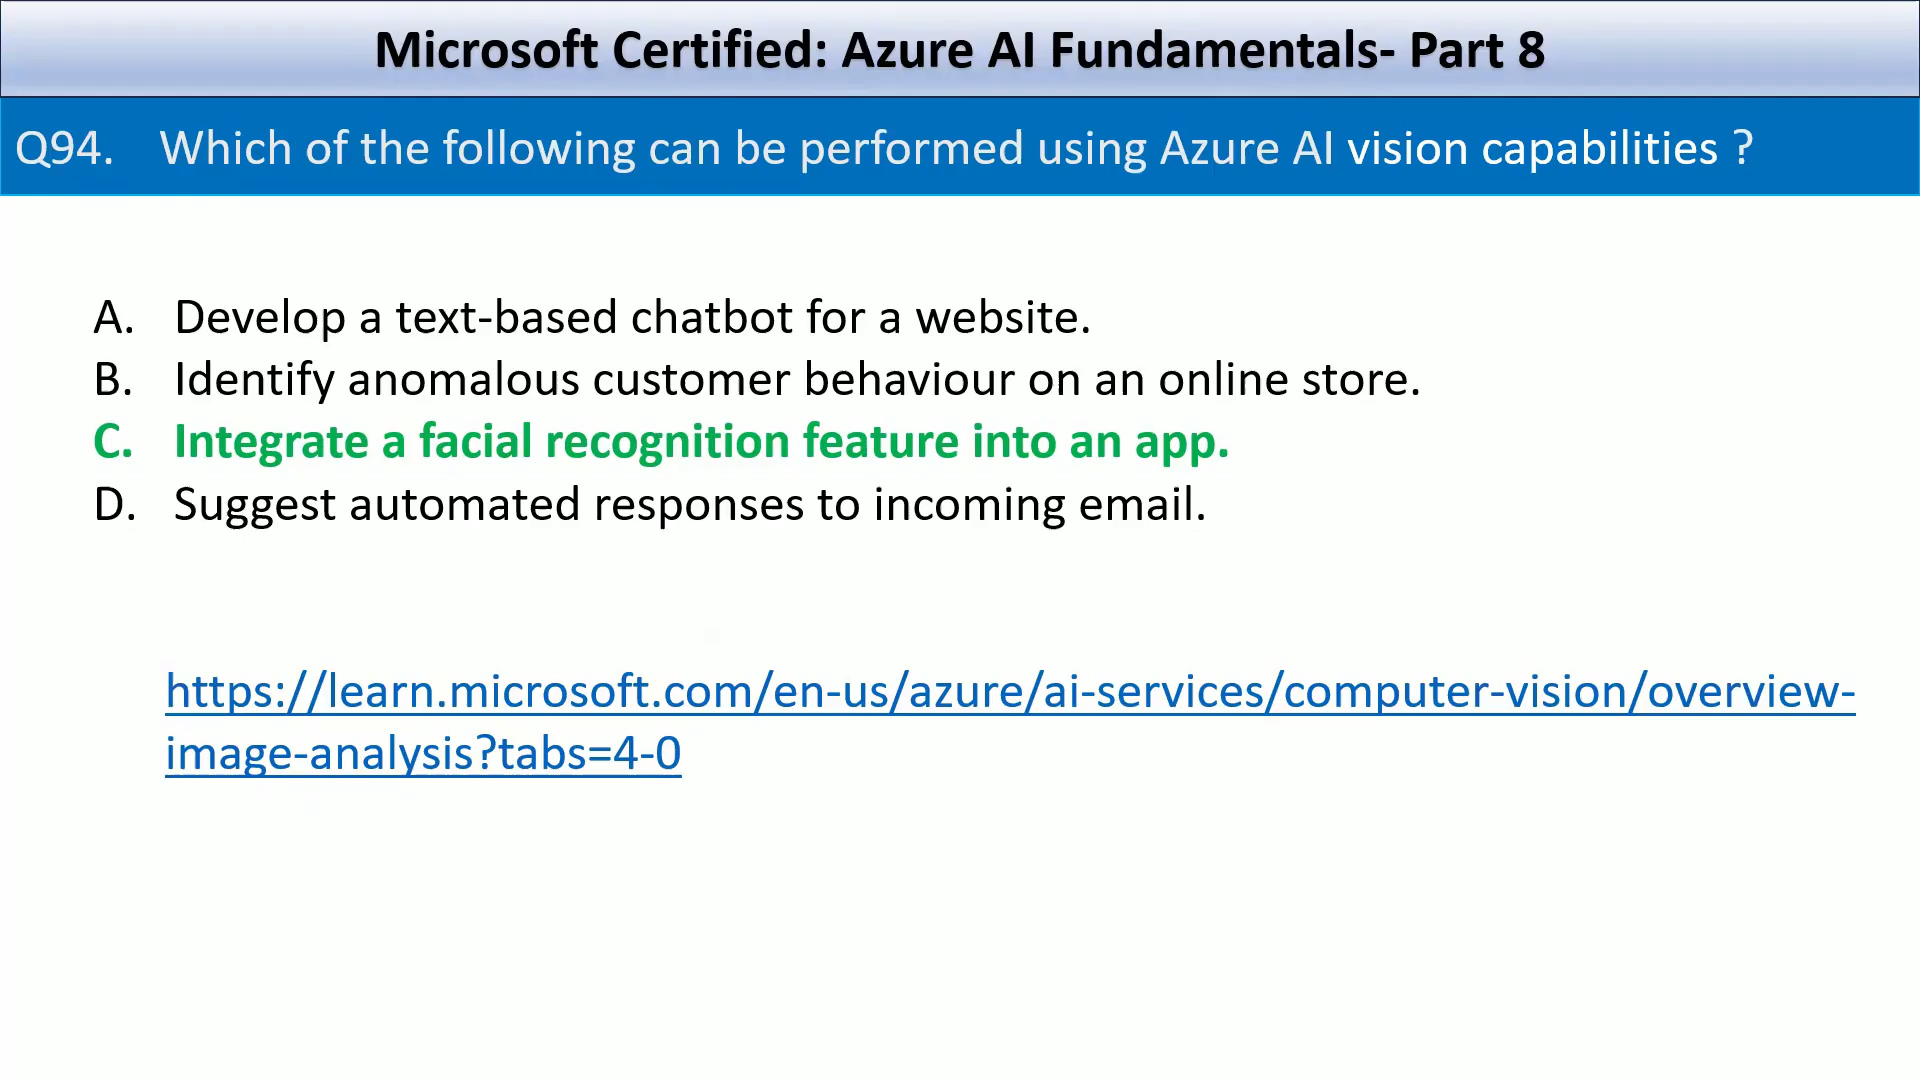 Microsoft Certified: Azure AI Fundamentals- Part 8
Q94. Which of the following can be performed using Azure AI vision capabilities ?
A. Develop a text-based chatbot for a website.
B. Identify anomalous customer behaviour on an online store.
C. Integrate a facial recognition feature into an app.
D. Suggest automated responses to incoming email.
https://learn.microsoft.com/en-us/azure/ai-services/computer-vision/overview-
image-analysis?tabs=4-0